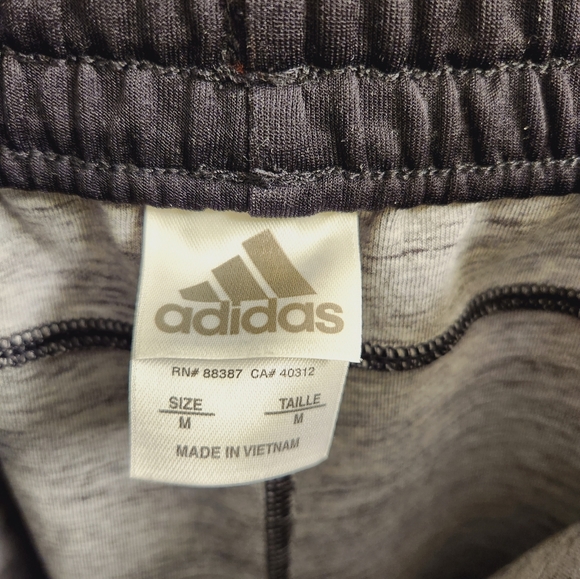 adidas
RN# 88387 CA# 40312
SIZE TAILLE
M M
MADE IN VIETNAM